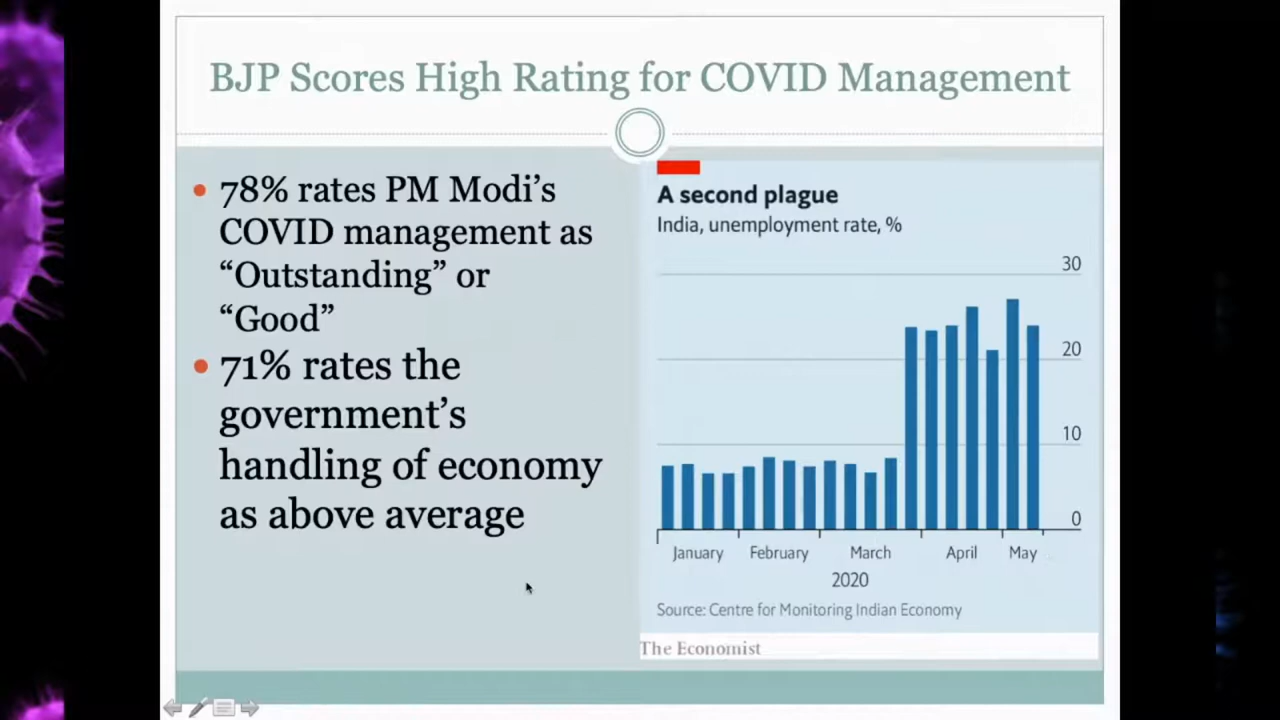 BJP Scores High Rating for COVID Management
• 78% rates PM Modi’s
COVID management as
“Outstanding” or
“Good”
• 71% rates the
government’s
handling of economy
as above average
A second plague
India, unemployment rate, %
30
20
10
0
January February March April May
2020
Source: Centre for Monitoring Indian Economy
The Economist